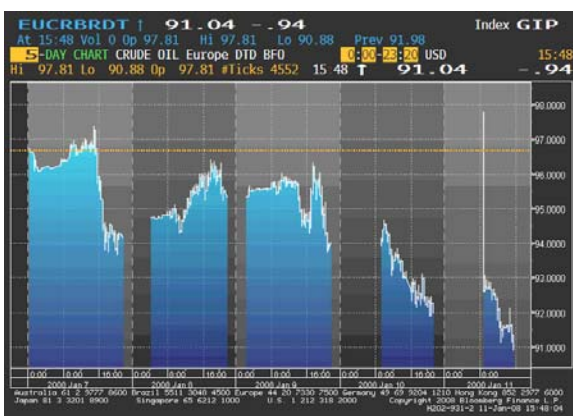 EUCRBRDT ↑ 91.04 -.94 Index GIP
At 15:48 Vol 0 Op 97.81 Hi 97.81 Lo 90.88 Prev 91.98
5-DAY CHART CRUDE OIL Europe DTD BFO 0:00-23:20 USD 15:48
Hi 97.81 Lo 90.88 Op 97.81 #Ticks 4552 15 48 ↑ 91.04 -.94
98.0000
97.0000
96.0000
95.0000
94.0000
93.0000
92.0000
91.0000
0:00 8:00 16:00 0:00 8:00 16:00 0:00 8:00 16:00 0:00 8:00 16:00 0:00 8:00 16:00
2008 Jan 7 2008 Jan 8 2008 Jan 9 2008 Jan 10 2008 Jan 11
Australia 61 2 9777 8600 Brazil 5511 3048 4500 Europe 44 20 7330 7500 Germany 49 69 9204 1210 Hong Kong 852 2977 6000
Japan 81 3 3201 8900 Singapore 65 6212 1000 U.S. 1 212 318 2000 Copyright 2008 Bloomberg Finance L.P.
H202-931-2 11-Jan-08 15:48:04